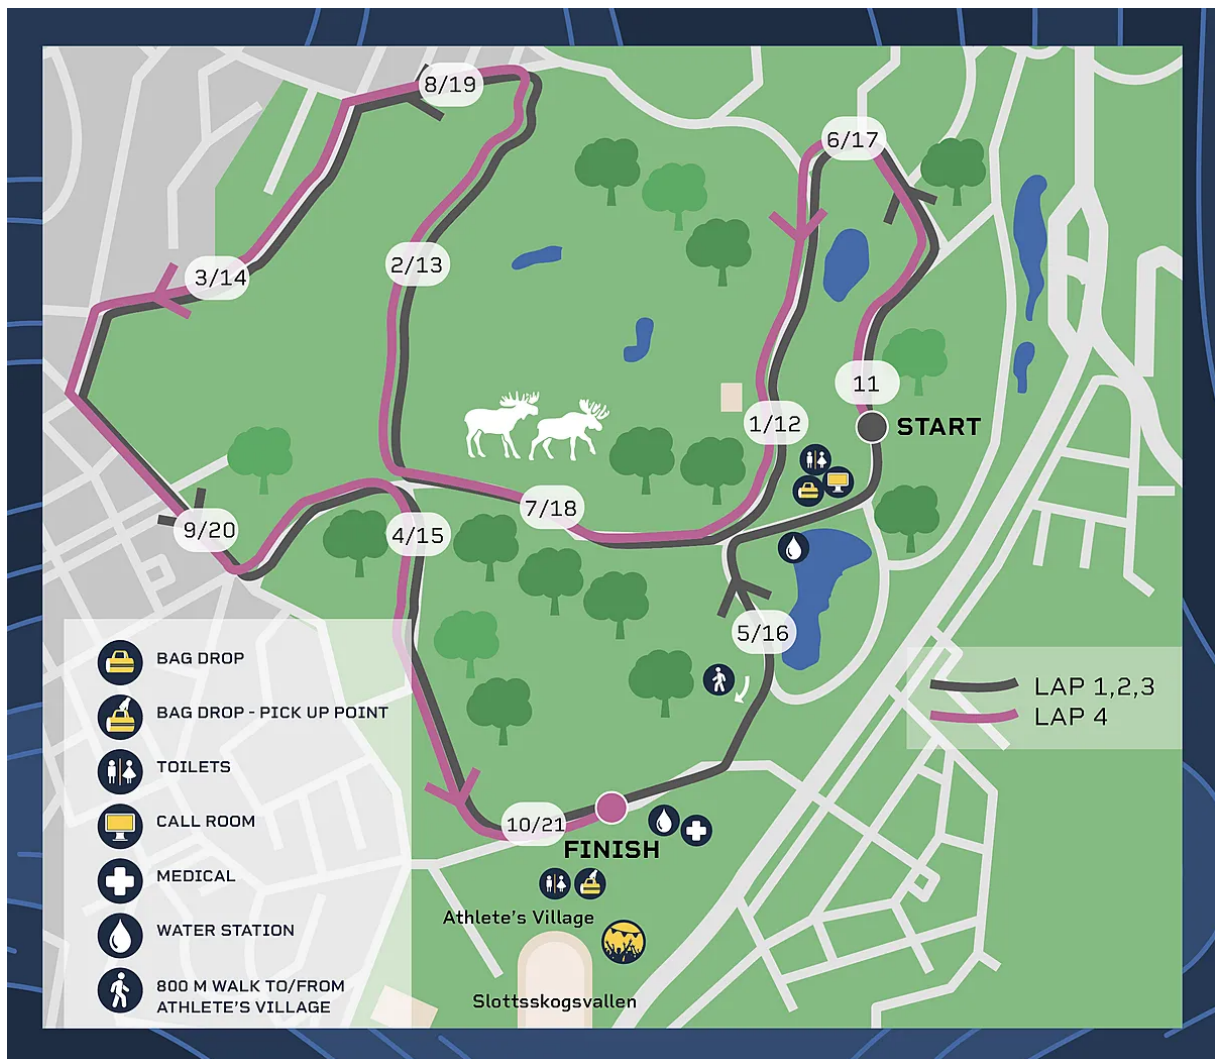 8/19
6/17
2/13
3/14
11
START
1/12
7/18
9/20
4/15
5/16
LAP 1,2,3
LAP 4
10/21
FINISH
Athlete's Village
Slottsskogsvallen
BAG DROP
BAG DROP - PICK UP POINT
TOILETS
CALL ROOM
MEDICAL
WATER STATION
800 M WALK TO/FROM
ATHLETE'S VILLAGE